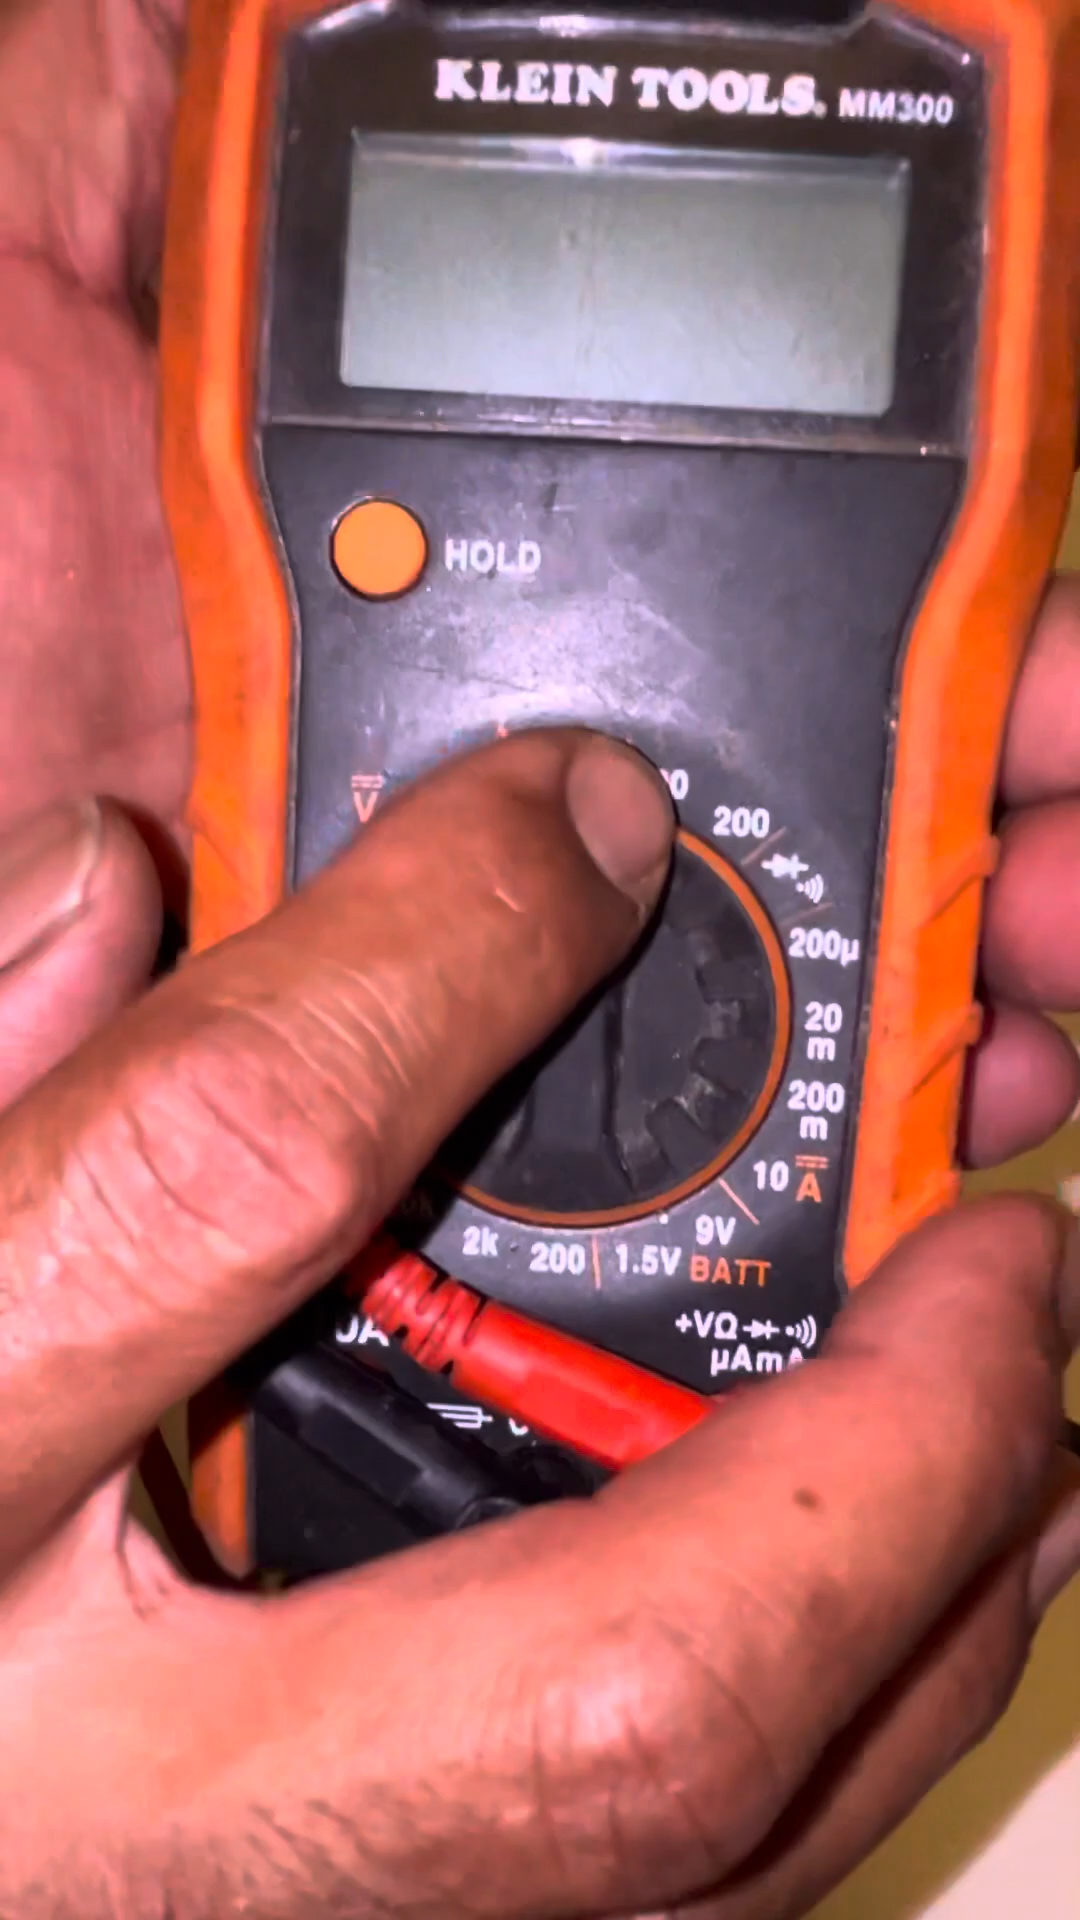 KLEIN TOOLS® MM300
HOLD
V
200
200µ
20
m
200
m
10 A
9V
2k 200 1.5V BATT
+VΩ
µAmA